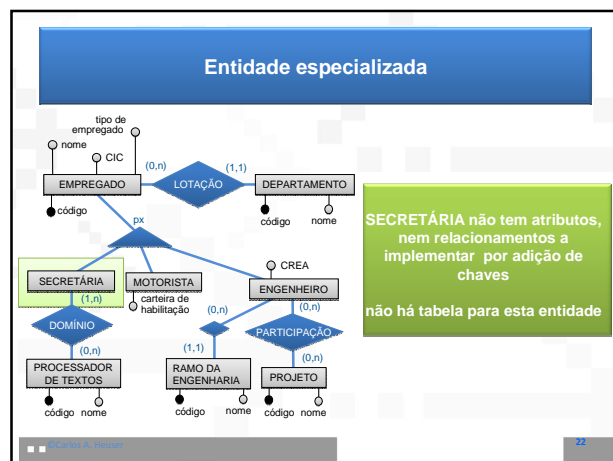 Entidade especializada
tipo de
empregado
nome
CIC
(0,n)
(1,1)
EMPREGADO
LOTAÇÃO
DEPARTAMENTO
código
px
código
nome
SECRETÁRIA não tem atributos,
nem relacionamentos a
implementar por adição de
chaves
não há tabela para esta entidade
CREA
SECRETÁRIA
MOTORISTA
ENGENHEIRO
(1,n)
carteira de
habilitação
(0,n)
(0,n)
DOMÍNIO
PARTICIPAÇÃO
(0,n)
(1,1)
(0,n)
PROCESSADOR
DE TEXTOS
RAMO DA
ENGENHARIA
PROJETO
código
nome
código
nome
código
nome
©Carlos A. Heuser
22